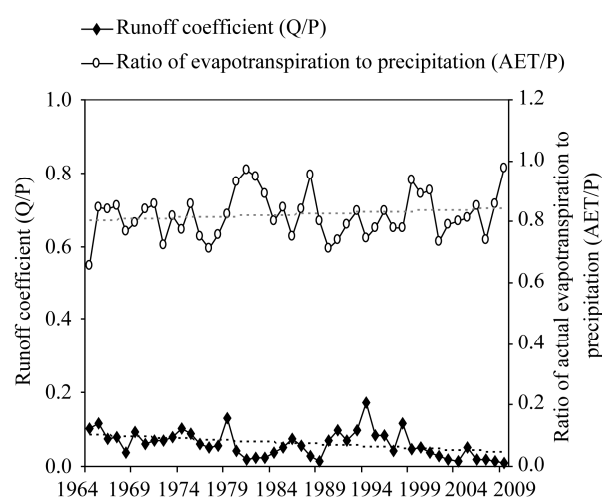 Runoff coefficient (Q/P)
Ratio of evapotranspiration to precipitation (AET/P)
1.0
0.8
0.6
0.4
0.2
0.0
Runoff coefficient (Q/P)
1.2
1.0
0.8
0.6
0.4
0.2
0.0
Ratio of actual evapotranspiration to
precipitation (AET/P)
1964 1969 1974 1979 1984 1989 1994 1999 2004 2009